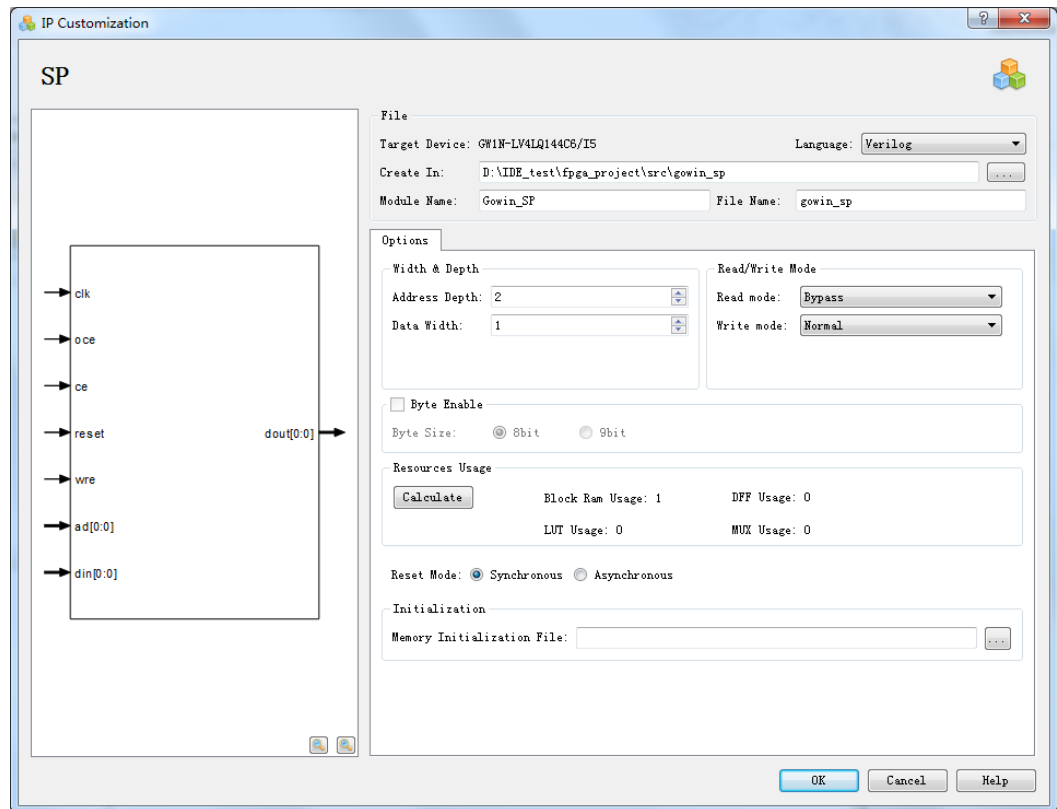 IP Customization
SP
File
Target Device: GW1N-LV4LQ144C6/I5 Language: Verilog
Create In: D:\IDE_test\fpga_project\src\gowin_sp ...
Module Name: Gowin_SP File Name: gowin_sp
Options
Width & Depth
Address Depth: 2
Data Width: 1
Read/Write Mode
Read mode: Bypass
Write mode: Normal
Byte Enable
Byte Size: 8bit 9bit
Resources Usage
Calculate Block Ram Usage: 1 DFF Usage: 0
LUT Usage: 0 MUX Usage: 0
Reset Mode: Synchronous Asynchronous
Initialization
Memory Initialization File: ...
clk
oce
ce
reset dout[0:0]
wre
ad[0:0]
din[0:0]
OK Cancel Help